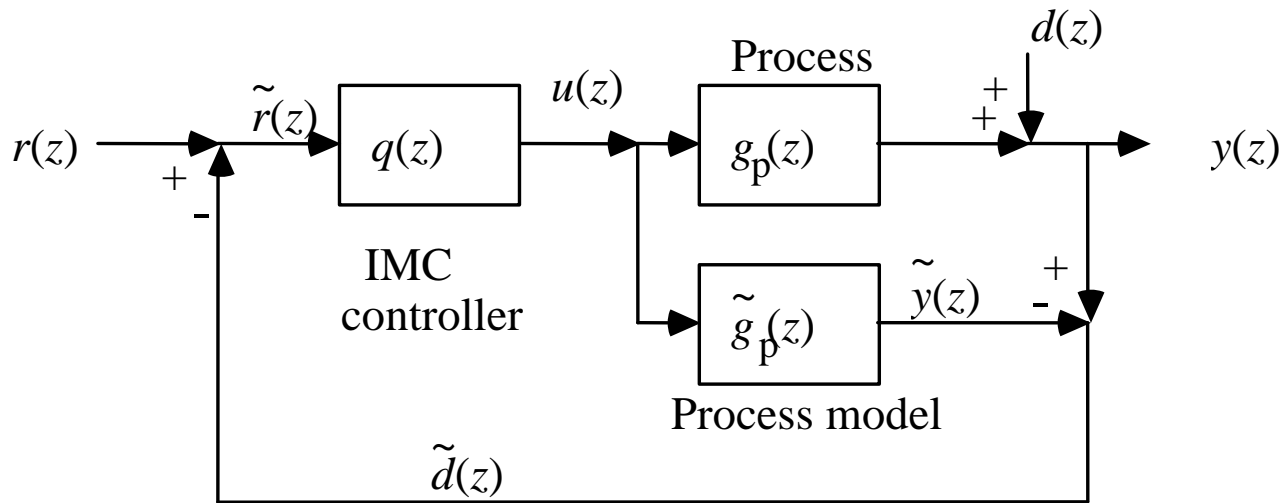 d(z)
Process
u(z)
+
r̃(z)
+
r(z)
q(z)
gp(z)
y(z)
+
-
IMC
controller
ỹ(z)
+
-
g̃p(z)
Process model
d̃(z)